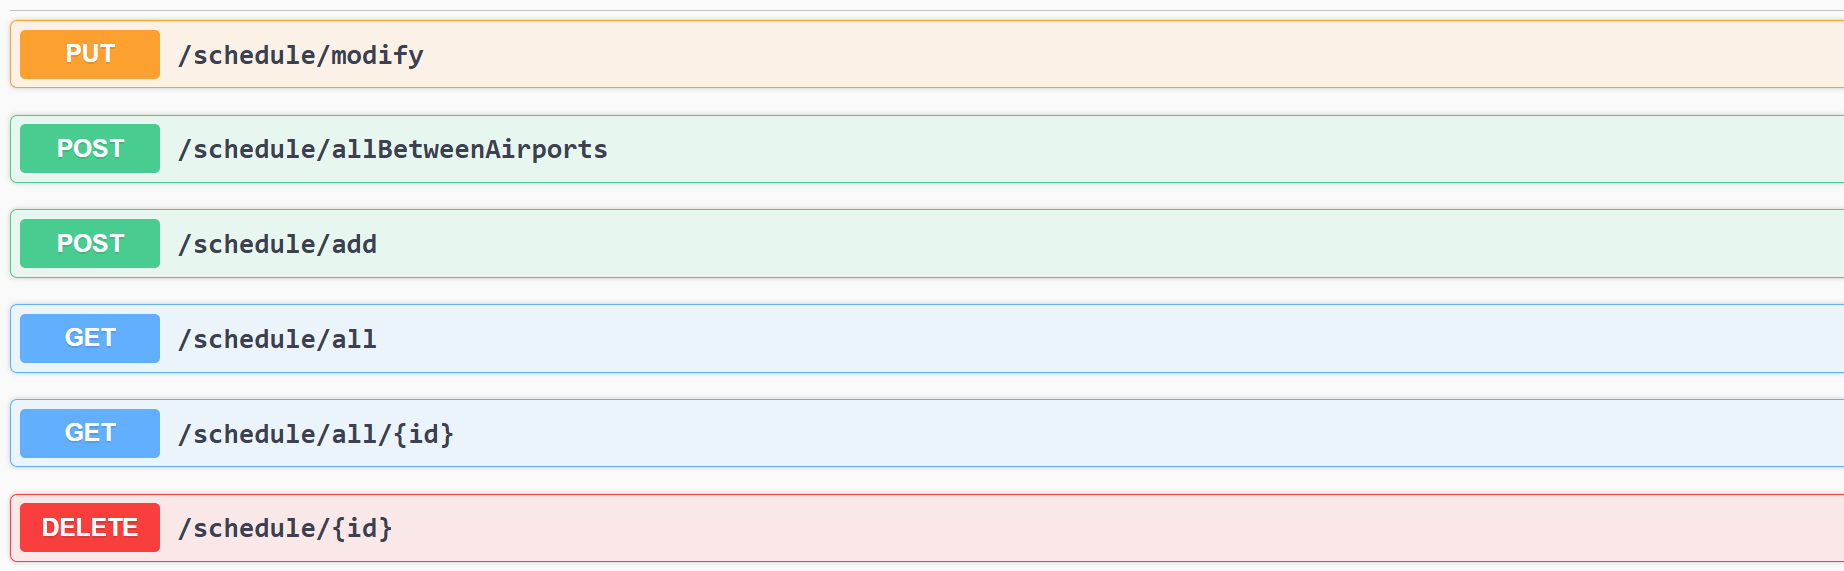 PUT /schedule/modify
POST /schedule/allBetweenAirports
POST /schedule/add
GET /schedule/all
GET /schedule/all/{id}
DELETE /schedule/{id}